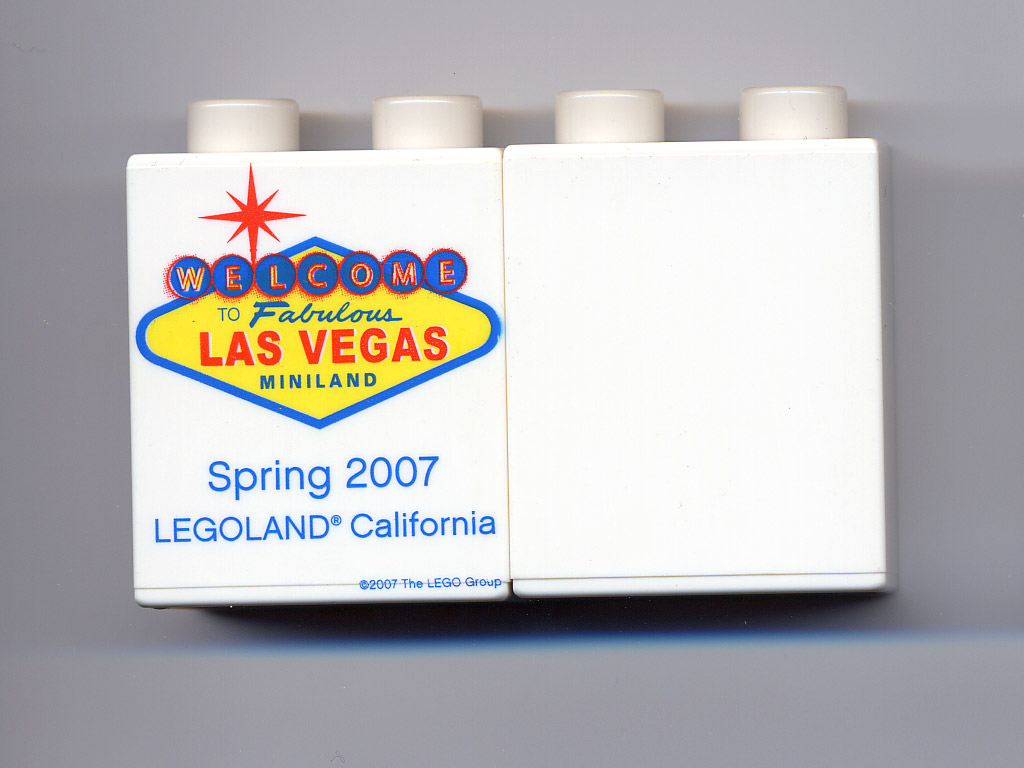 WELCOME
TO Fabulous
LAS VEGAS
MINILAND
Spring 2007
LEGOLAND® California
©2007 The LEGO Group